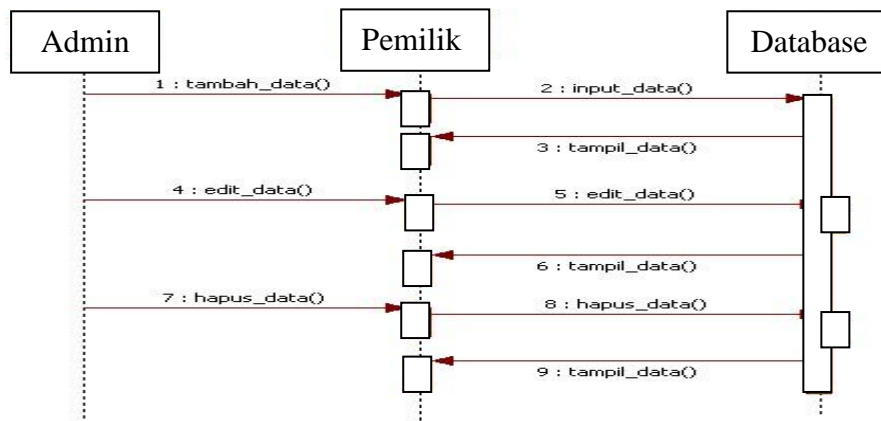 Admin
Pemilik
Database
1 : tambah_data()
2 : input_data()
3 : tampil_data()
4 : edit_data()
5 : edit_data()
6 : tampil_data()
7 : hapus_data()
8 : hapus_data()
9 : tampil_data()